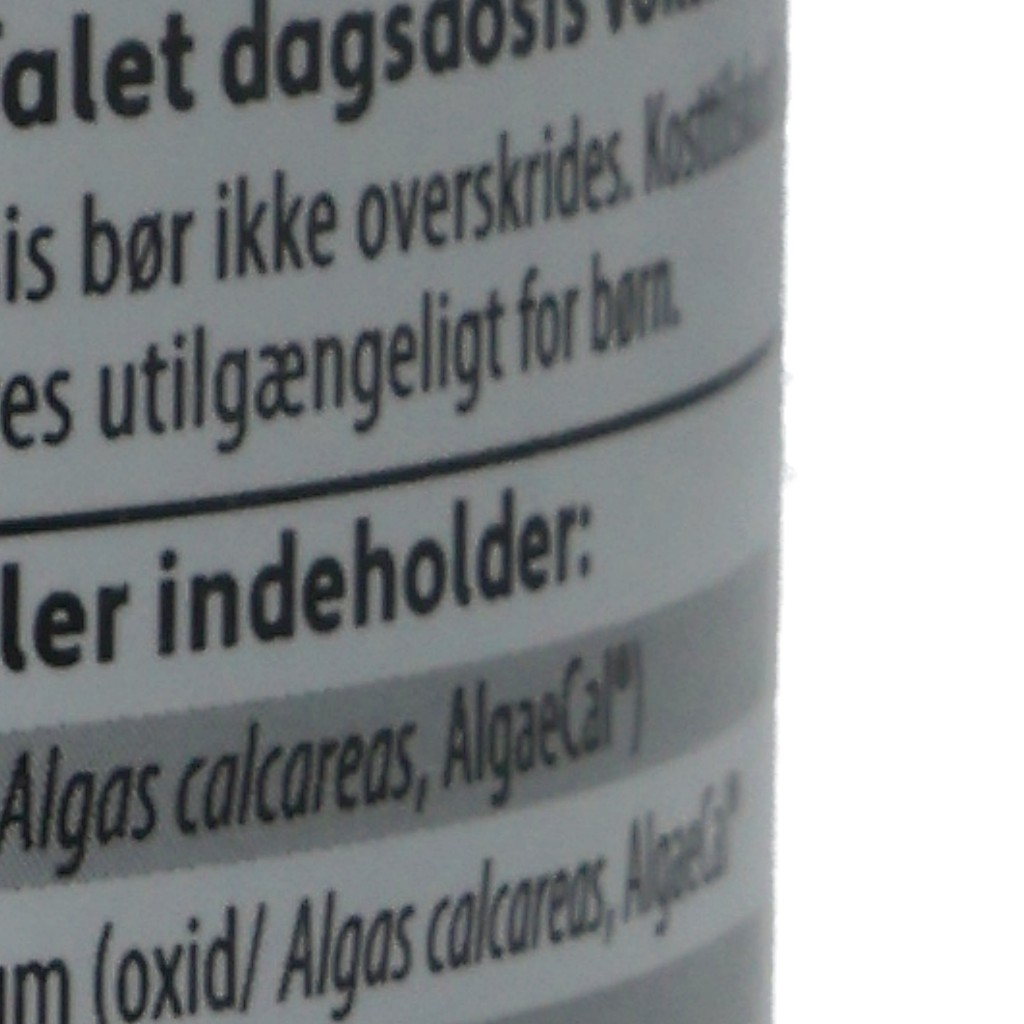 dagsdosis
is bør ikke overskrides.
es utilgængeligt for børn.
ler indeholder:
Algas calcareas, AlgaeCal®)
um (oxid/ Algas calcareas, AlgaeCal®